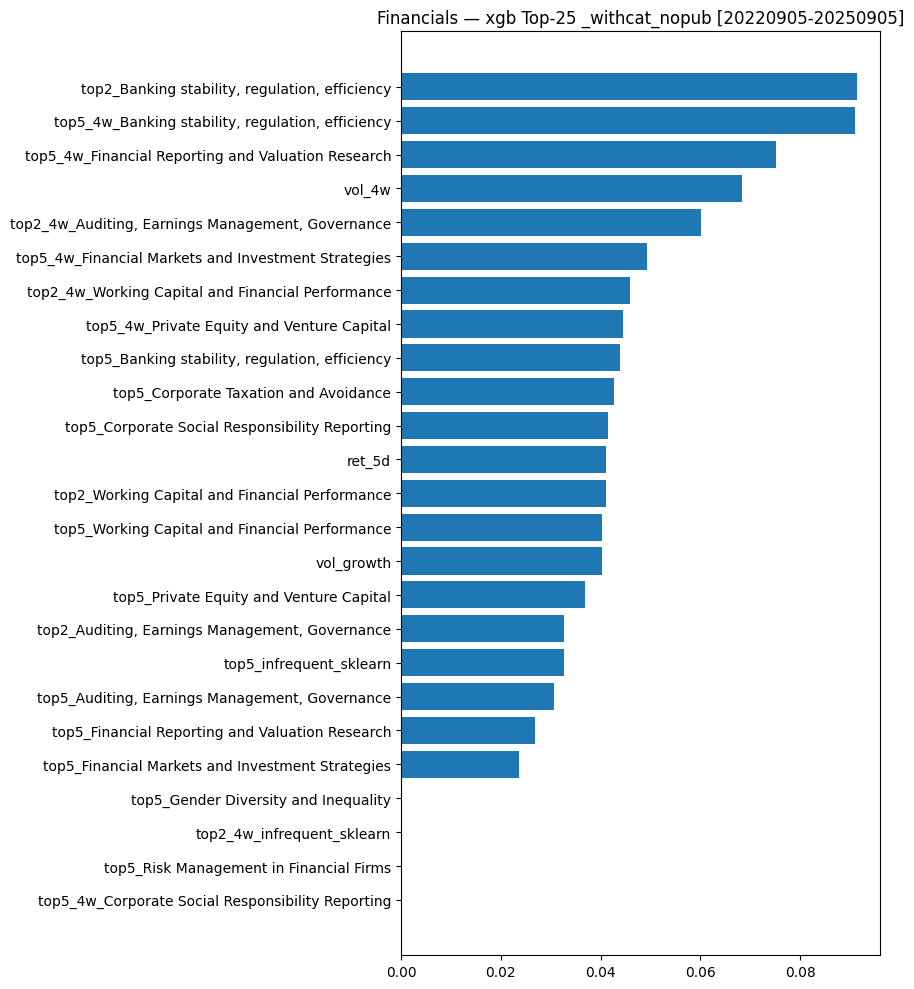 Financials — xgb Top-25 _withcat_nopub [20220905-20250905]
top2_Banking stability, regulation, efficiency
top5_4w_Banking stability, regulation, efficiency
top5_4w_Financial Reporting and Valuation Research
vol_4w
top2_4w_Auditing, Earnings Management, Governance
top5_4w_Financial Markets and Investment Strategies
top2_4w_Working Capital and Financial Performance
top5_4w_Private Equity and Venture Capital
top5_Banking stability, regulation, efficiency
top5_Corporate Taxation and Avoidance
top5_Corporate Social Responsibility Reporting
ret_5d
top2_Working Capital and Financial Performance
top5_Working Capital and Financial Performance
vol_growth
top5_Private Equity and Venture Capital
top2_Auditing, Earnings Management, Governance
top5_infrequent_sklearn
top5_Auditing, Earnings Management, Governance
top5_Financial Reporting and Valuation Research
top5_Financial Markets and Investment Strategies
top5_Gender Diversity and Inequality
top2_4w_infrequent_sklearn
top5_Risk Management in Financial Firms
top5_4w_Corporate Social Responsibility Reporting
0.00 0.02 0.04 0.06 0.08